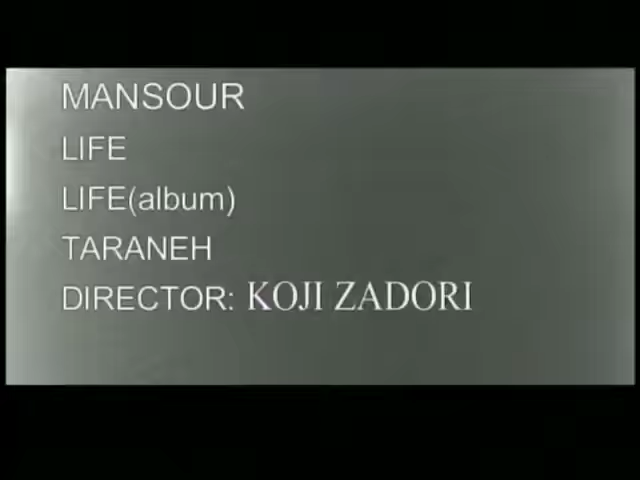 MANSOUR
LIFE
LIFE(album)
TARANEH
DIRECTOR: KOJI ZADORI